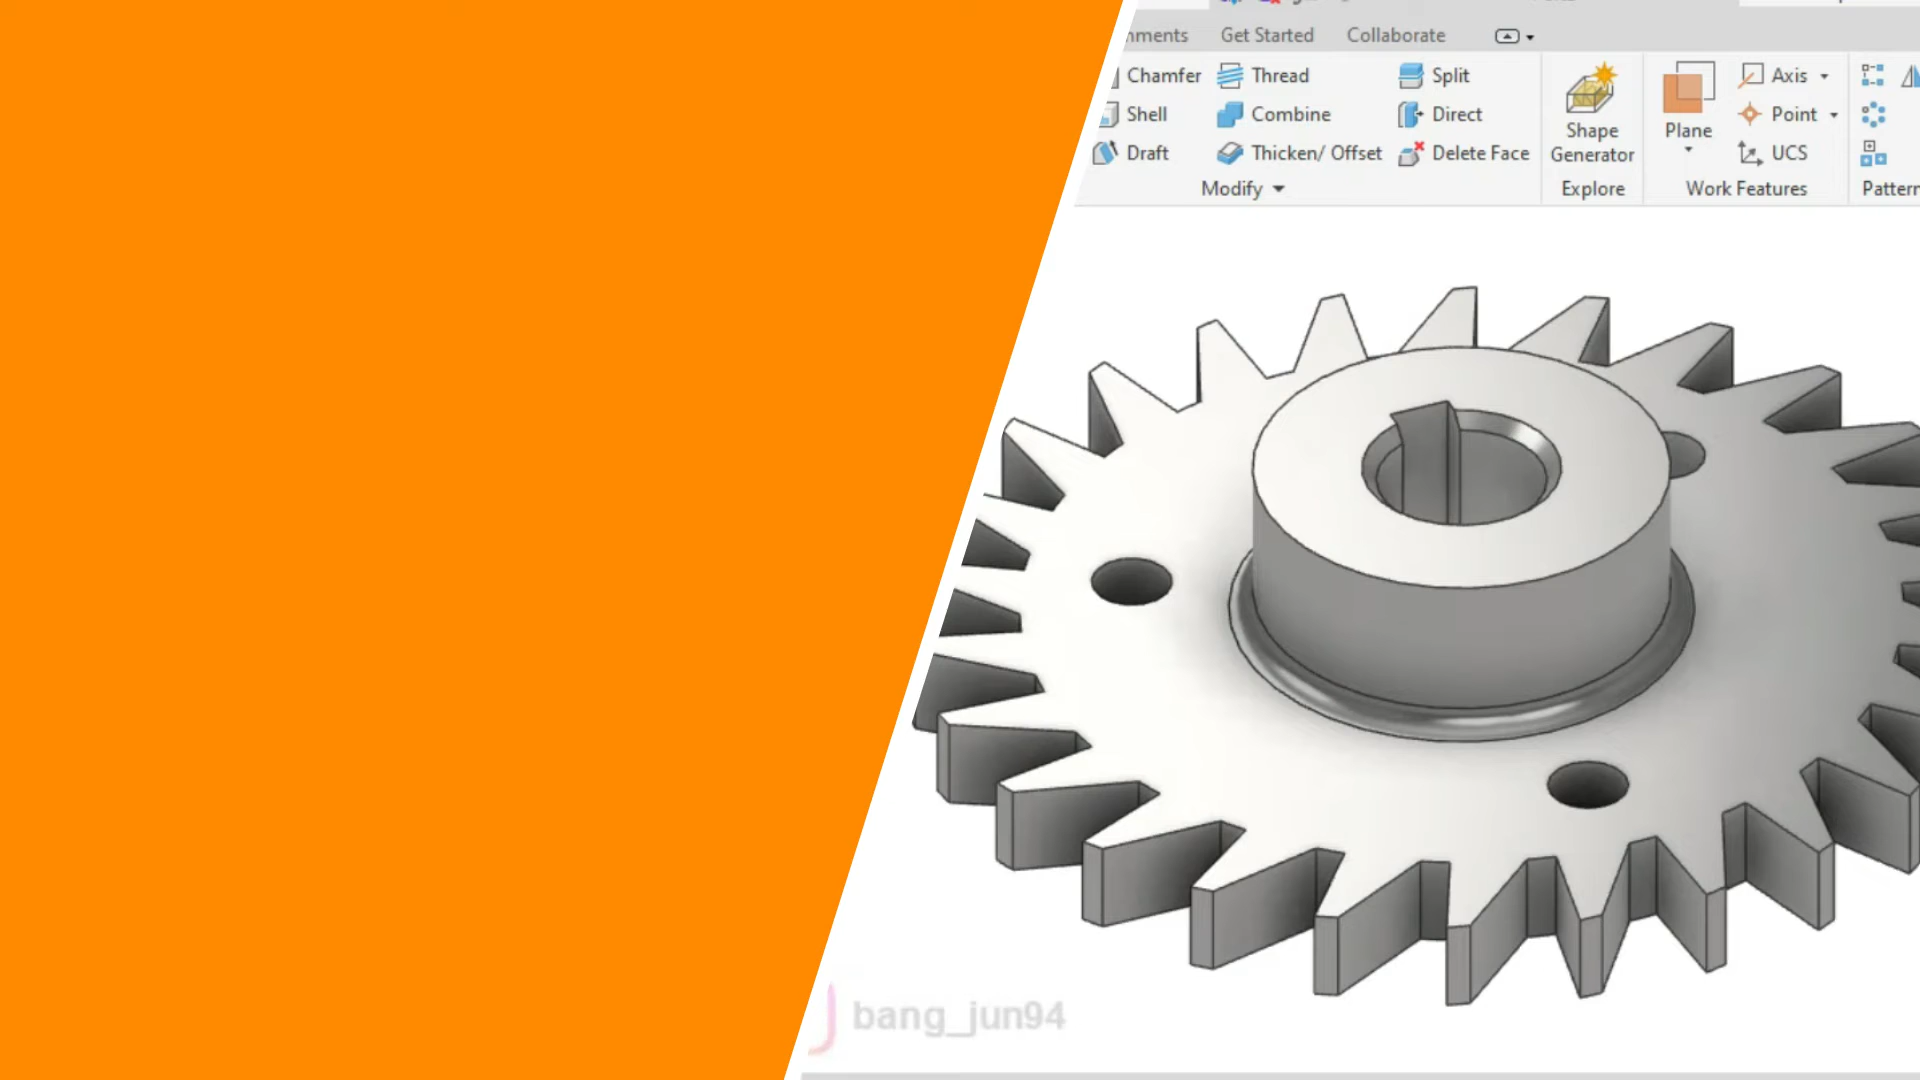 Get Started Collaborate
Chamfer Thread Split
Shell Combine Direct
Draft Thicken/ Offset Delete Face
Modify
Shape
Generator
Explore
Plane
Axis
Point
UCS
Work Features
Pattern
bang_jun94